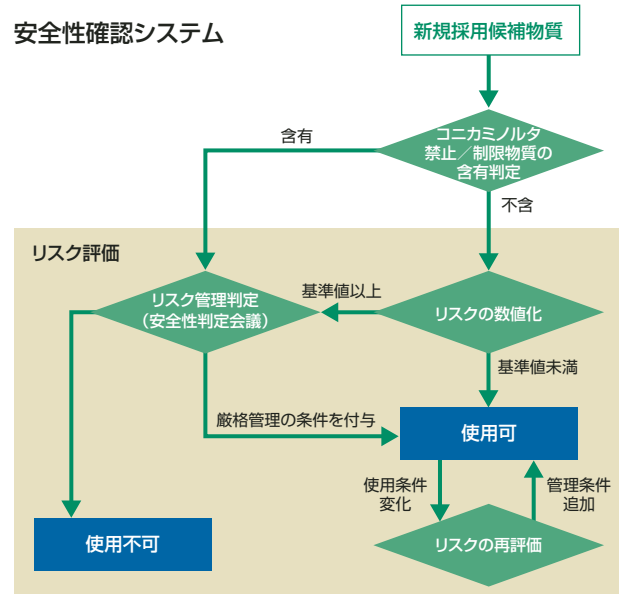 安全性確認システム
新規採用候補物質
コニカミノルタ
禁止／制限物質の
含有判定
含有
不含
リスク評価
リスク管理判定
（安全性判定会議）
基準値以上
リスクの数値化
基準値未満
厳格管理の条件を付与
使用可
使用条件
変化
管理条件
追加
使用不可
リスクの再評価